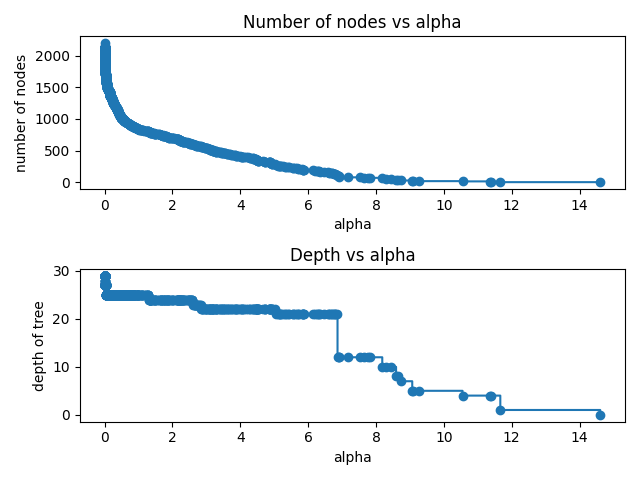 Number of nodes vs alpha
number of nodes
2000
1500
1000
500
0
0 2 4 6 8 10 12 14
alpha
Depth vs alpha
depth of tree
30
20
10
0
0 2 4 6 8 10 12 14
alpha